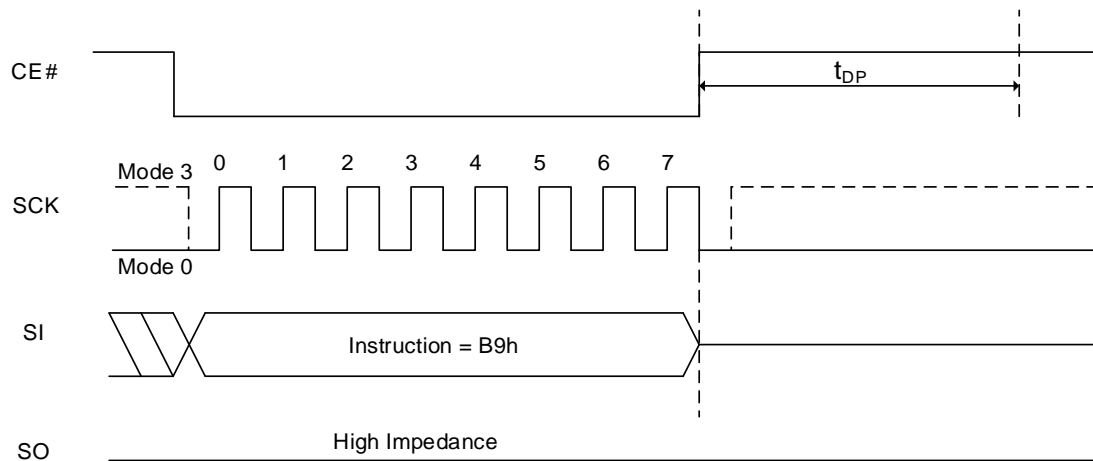 CE#
tDP
Mode 3
0 1 2 3 4 5 6 7
SCK
Mode 0
SI
Instruction = B9h
High Impedance
SO